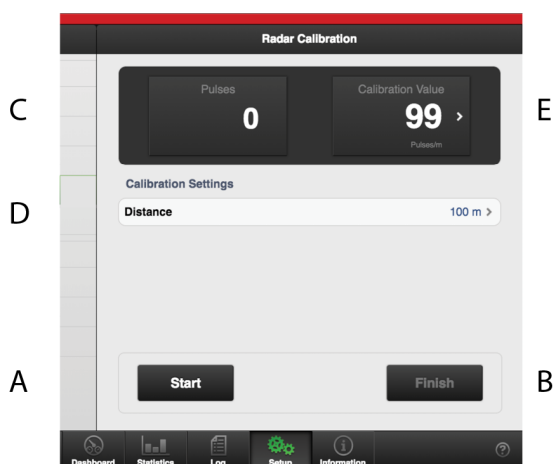 Radar Calibration
C
Pulses
0
Calibration Value
99
Pulses/m
E
Calibration Settings
D
Distance 100 m
A
Start
Finish
B
Dashboard Statistics Log Setup Information ?